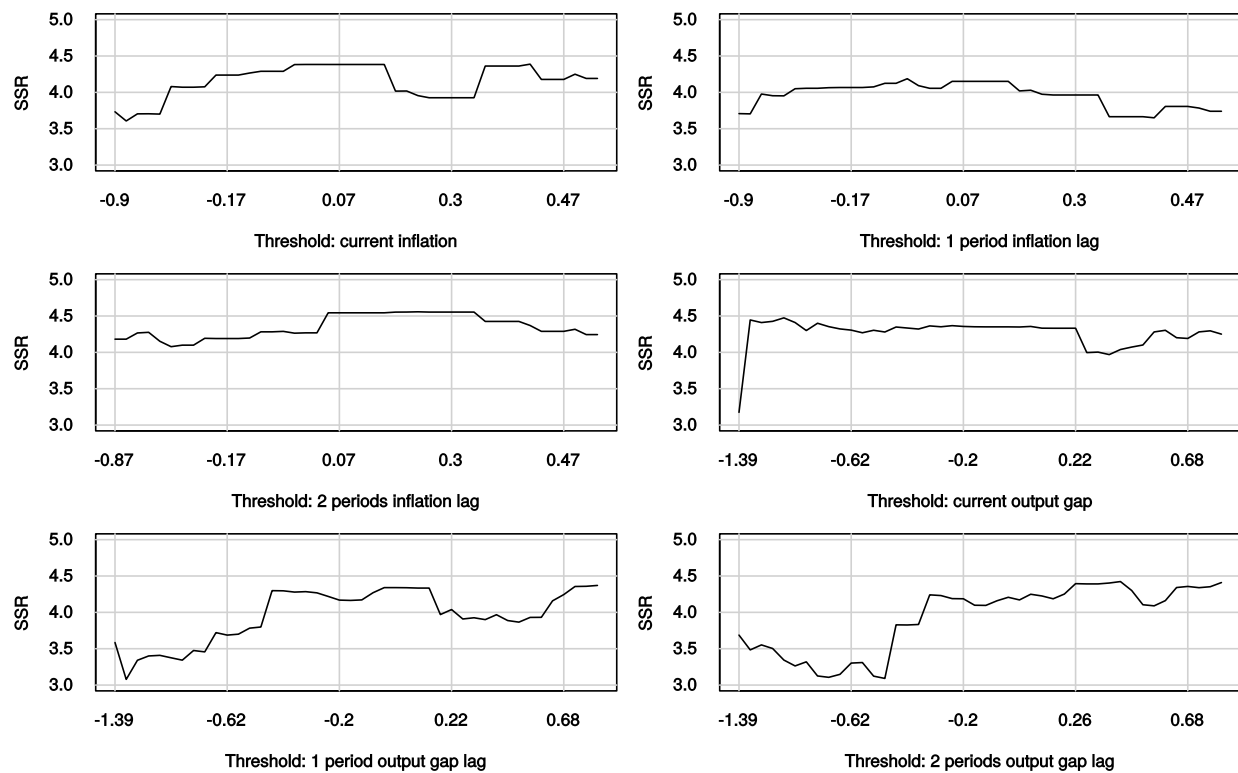 5.0
4.5
4.0
3.5
3.0
SSR
-0.9 -0.17 0.07 0.3 0.47
Threshold: current inflation
5.0
4.5
4.0
3.5
3.0
SSR
-0.9 -0.17 0.07 0.3 0.47
Threshold: 1 period inflation lag
5.0
4.5
4.0
3.5
3.0
SSR
-0.87 -0.17 0.07 0.3 0.47
Threshold: 2 periods inflation lag
5.0
4.5
4.0
3.5
3.0
SSR
-1.39 -0.62 -0.2 0.22 0.68
Threshold: current output gap
5.0
4.5
4.0
3.5
3.0
SSR
-1.39 -0.62 -0.2 0.22 0.68
Threshold: 1 period output gap lag
5.0
4.5
4.0
3.5
3.0
SSR
-1.39 -0.62 -0.2 0.26 0.68
Threshold: 2 periods output gap lag